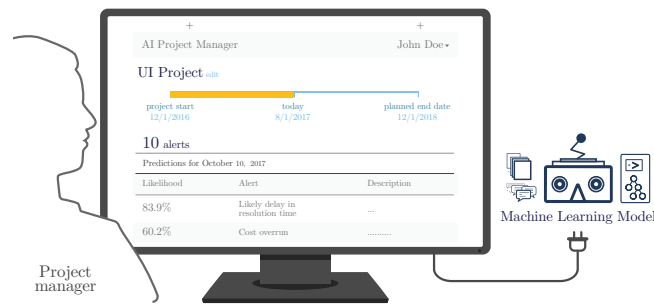 AI Project Manager John Doe
UI Project edit
project start today planned end date
12/1/2016 8/1/2017 12/1/2018
10 alerts
Predictions for October 10, 2017
Likelihood Alert Description
83.9% Likely delay in resolution time ...
60.2% Cost overrun ..........
Machine Learning Model
Project
manager